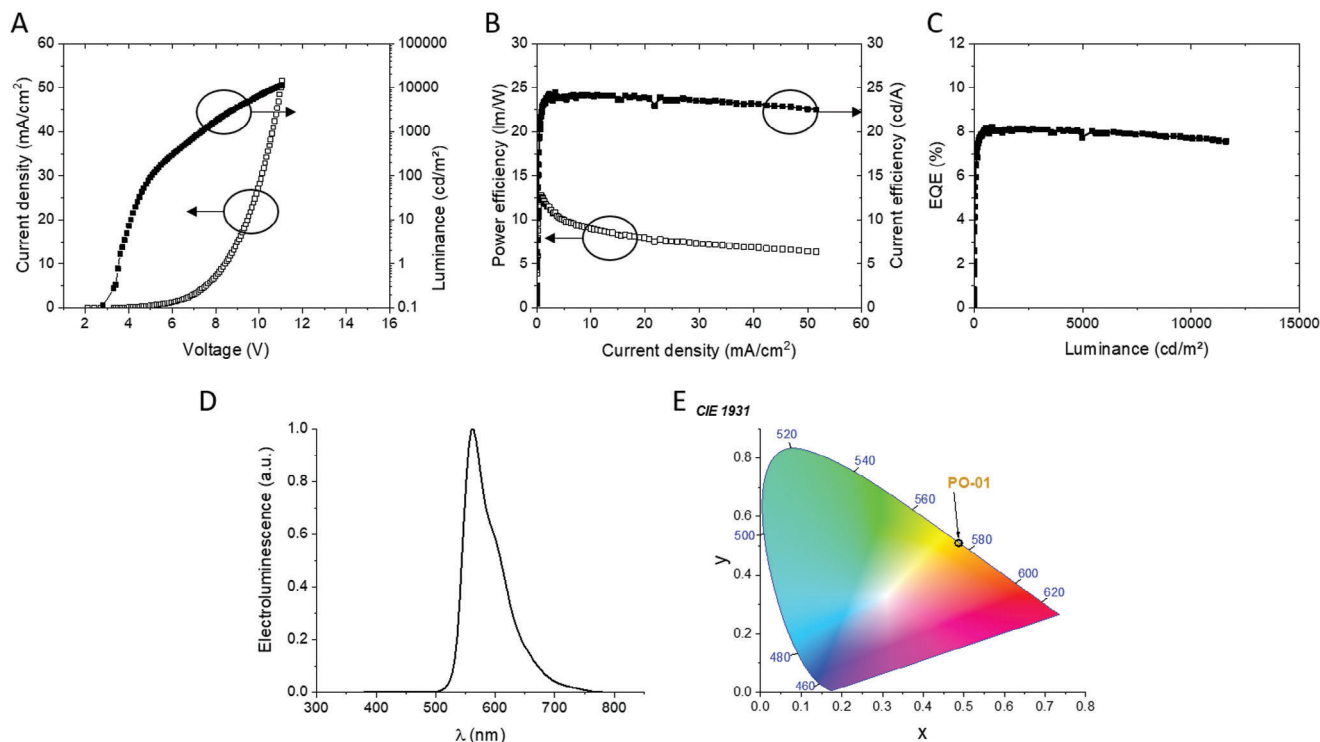 A
B
C
Current density (mA/cm²)
60
50
40
30
20
10
0
2 4 6 8 10 12 14 16
Voltage (V)
100000
10000
1000
100
10
1
0.1
Luminance (cd/m²)
Power efficiency (lm/W)
30
25
20
15
10
5
0
0 10 20 30 40 50 60
Current density (mA/cm²)
30
25
20
15
10
5
0
Current efficiency (cd/A)
EQE (%)
12
10
8
6
4
2
0
0 5000 10000 15000
Luminance (cd/m²)
D
E
Electroluminescence (a.u.)
1.0
0.8
0.6
0.4
0.2
0.0
300 400 500 600 700 800
λ (nm)
CIE 1931
y
0.8
0.6
0.4
0.2
0.0
0.0 0.1 0.2 0.3 0.4 0.5 0.6 0.7 0.8
x
520
540
560
PO-01
500
580
600
620
480
460